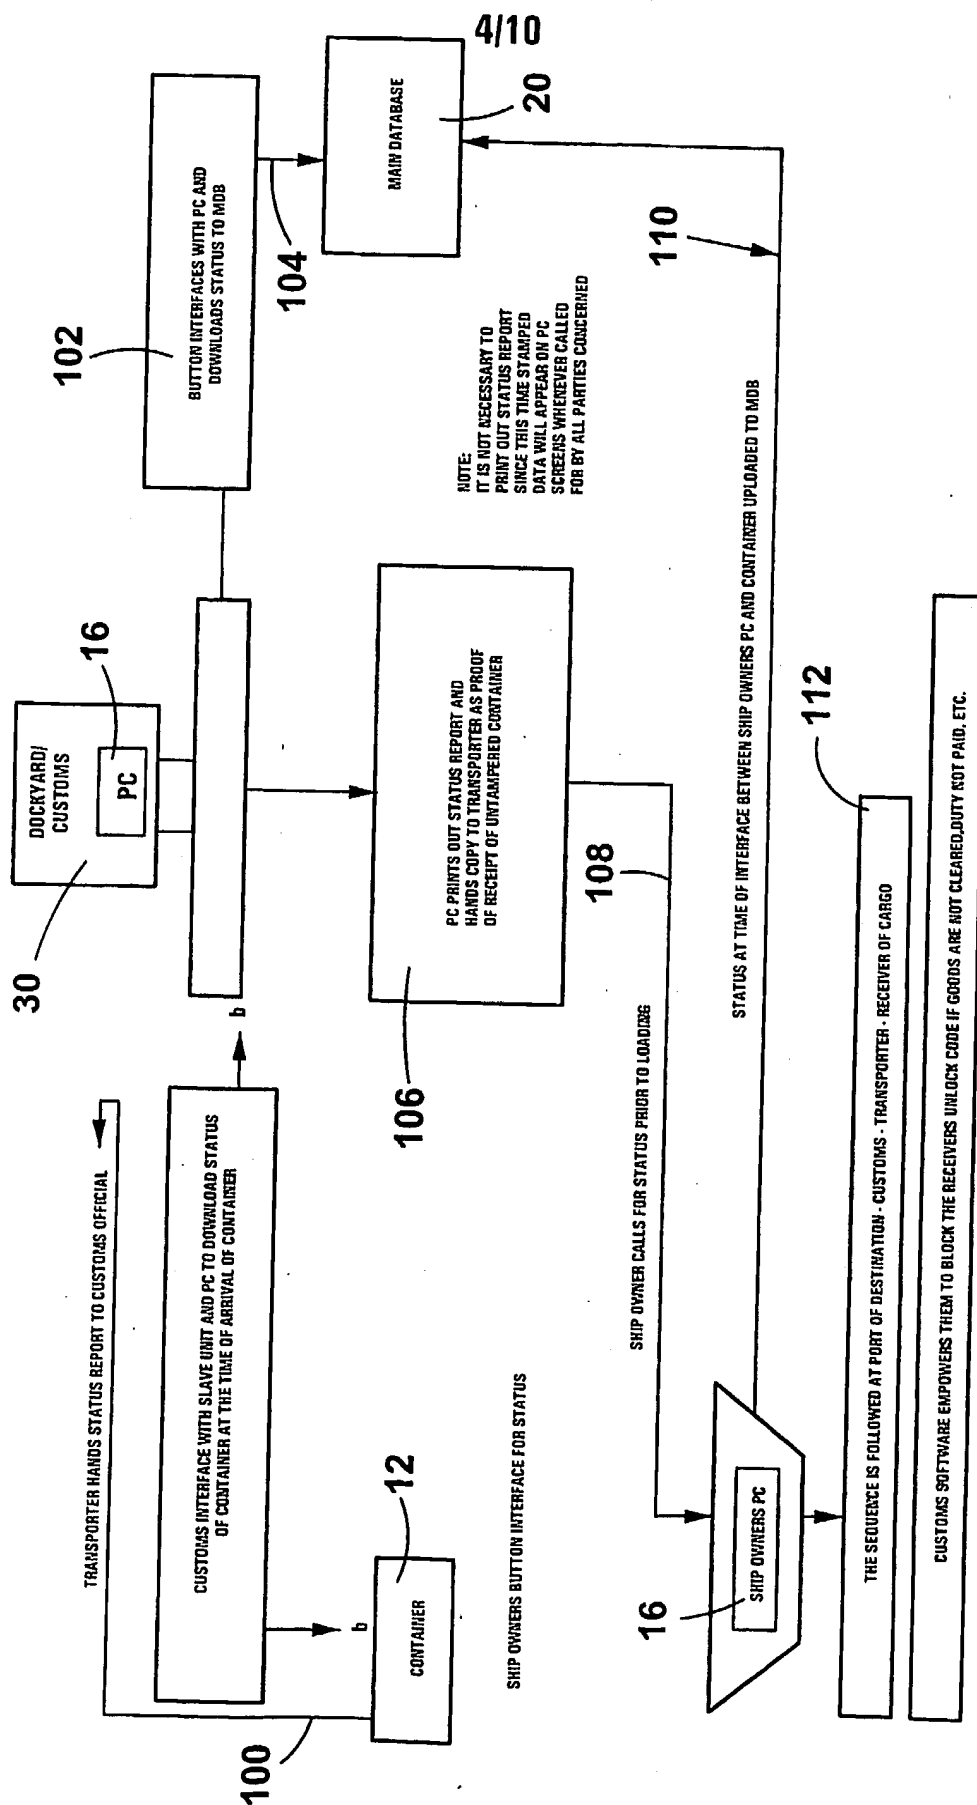 4/10
TRANSPORTER HANDS STATUS REPORT TO CUSTOMS OFFICIAL
100
CUSTOMS INTERFACE WITH SLAVE UNIT AND PC TO DOWNLOAD STATUS
OF CONTAINER AT THE TIME OF ARRIVAL OF CONTAINER
b
b
CONTAINER
12
SHIP OWNERS BUTTON INTERFACE FOR STATUS
30
DOCKYARD/
CUSTOMS
PC
16
102
BUTTON INTERFACES WITH PC AND
DOWNLOADS STATUS TO MDB
104
MAIN DATABASE
20
106
PC PRINTS OUT STATUS REPORT AND
HANDS COPY TO TRANSPORTER AS PROOF
OF RECEIPT OF UNTAMPERED CONTAINER
NOTE:
IT IS NOT NECESSARY TO
PRINT OUT STATUS REPORT
SINCE THIS TIME STAMPED
DATA WILL APPEAR ON PC
SCREENS WHENEVER CALLED
FOR BY ALL PARTIES CONCERNED
108
SHIP OWNER CALLS FOR STATUS PRIOR TO LOADING
110
STATUS AT TIME OF INTERFACE BETWEEN SHIP OWNERS PC AND CONTAINER UPLOADED TO MDB
16
SHIP OWNERS PC
112
THE SEQUENCE IS FOLLOWED AT PORT OF DESTINATION - CUSTOMS - TRANSPORTER - RECEIVER OF CARGO
CUSTOMS SOFTWARE EMPOWERS THEM TO BLOCK THE RECEIVERS UNLOCK CODE IF GOODS ARE NOT CLEARED,DUTY NOT PAID, ETC.